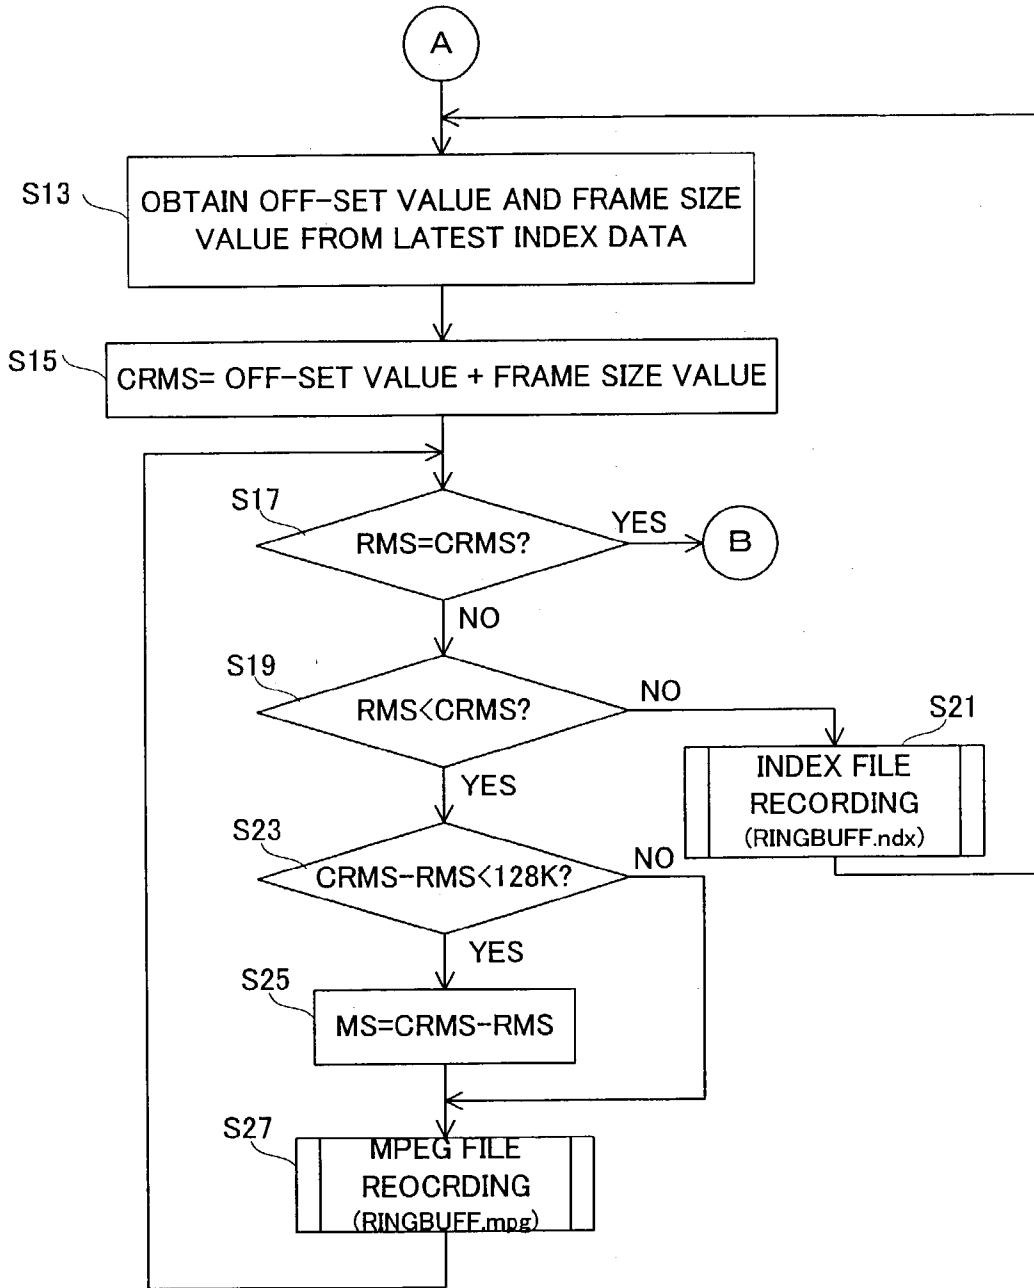 A
S13
OBTAIN OFF-SET VALUE AND FRAME SIZE
VALUE FROM LATEST INDEX DATA
S15
CRMS= OFF-SET VALUE + FRAME SIZE VALUE
S17
RMS=CRMS?
YES
B
NO
S19
RMS<CRMS?
NO
S21
INDEX FILE
RECORDING
(RINGBUFF.ndx)
YES
S23
CRMS-RMS<128K?
NO
YES
S25
MS=CRMS-RMS
S27
MPEG FILE
REOCRDING
(RINGBUFF.mpg)